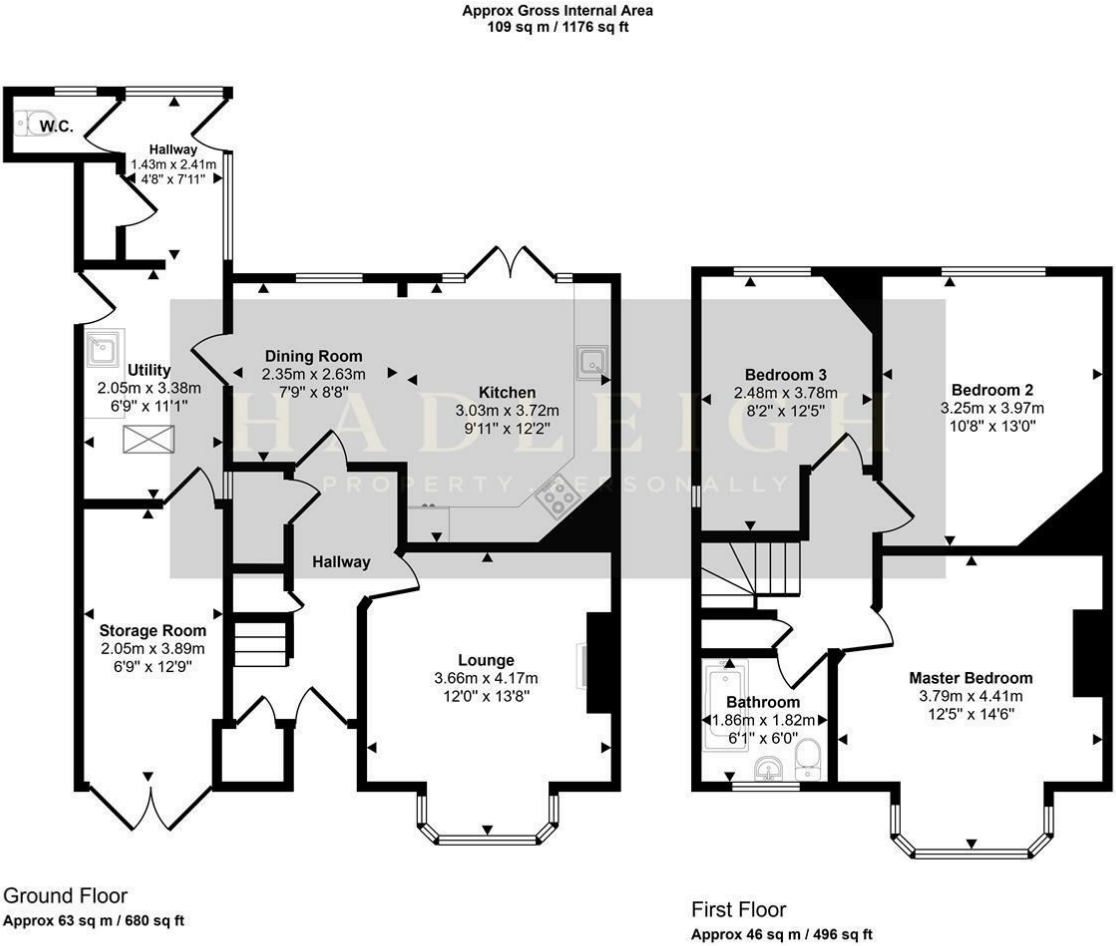 Approx Gross Internal Area
109 sq m / 1176 sq ft
W.C.
Hallway
1.43m x 2.41m
4'8" x 7'11"
Utility
2.05m x 3.38m
6'9" x 11'1"
Dining Room
2.35m x 2.63m
7'9" x 8'8"
Kitchen
3.03m x 3.72m
9'11" x 12'2"
Hallway
Storage Room
2.05m x 3.89m
6'9" x 12'9"
Lounge
3.66m x 4.17m
12'0" x 13'8"
Bedroom 3
2.48m x 3.78m
8'2" x 12'5"
Bedroom 2
3.25m x 3.97m
10'8" x 13'0"
Bathroom
1.86m x 1.82m
6'1" x 6'0"
Master Bedroom
3.79m x 4.41m
12'5" x 14'6"
HADLEIGH
PROPERTY. PERSONALLY
Ground Floor
Approx 63 sq m / 680 sq ft
First Floor
Approx 46 sq m / 496 sq ft